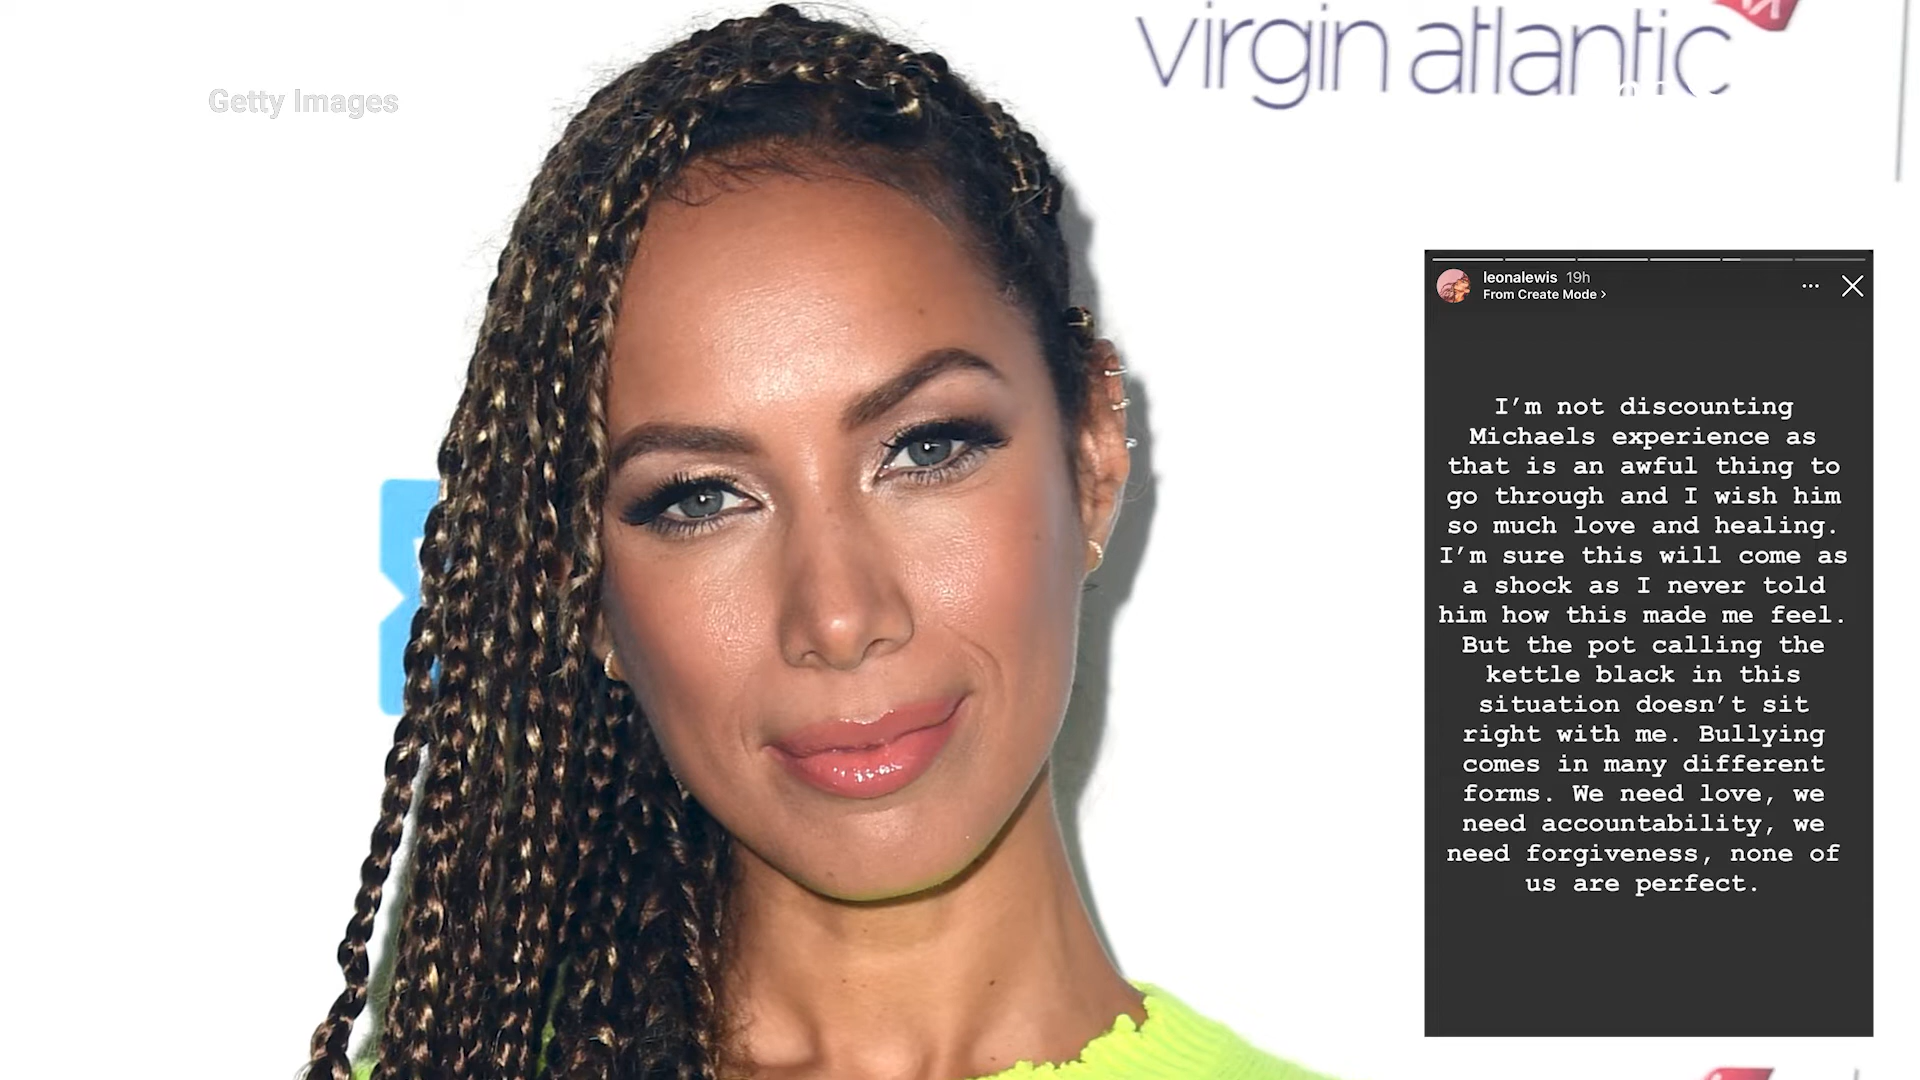 Getty Images
virgin atlantic
leonalewis 19h
From Create Mode >
I'm not discounting
Michaels experience as
that is an awful thing to
go through and I wish him
so much love and healing.
I'm sure this will come as
a shock as I never told
him how this made me feel.
But the pot calling the
kettle black in this
situation doesn't sit
right with me. Bullying
comes in many different
forms. We need love, we
need accountability, we
need forgiveness, none of
us are perfect.